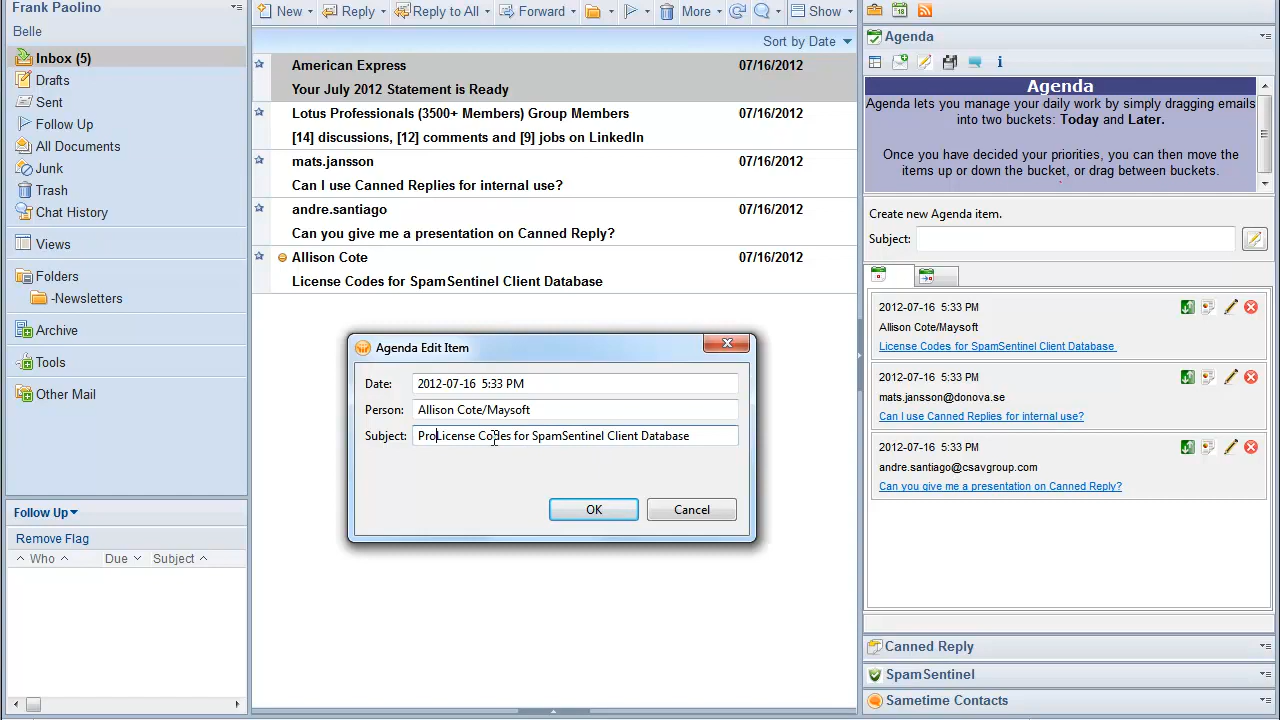 Frank Paolino
Belle
Inbox (5)
Drafts
Sent
Follow Up
All Documents
Junk
Trash
Chat History
Views
Folders
-Newsletters
Archive
Tools
Other Mail
Follow Up
Remove Flag
Who Due Subject
New Reply Reply to All Forward More Show
Sort by Date
American Express 07/16/2012
Your July 2012 Statement is Ready
Lotus Professionals (3500+ Members) Group Members 07/16/2012
[14] discussions, [12] comments and [9] jobs on LinkedIn
mats.jansson 07/16/2012
Can I use Canned Replies for internal use?
andre.santiago 07/16/2012
Can you give me a presentation on Canned Reply?
Allison Cote 07/16/2012
License Codes for SpamSentinel Client Database
Agenda Edit Item
Date: 2012-07-16 5:33 PM
Person: Allison Cote/Maysoft
Subject: ProLicense Codes for SpamSentinel Client Database
OK Cancel
Agenda
Agenda
Agenda lets you manage your daily work by simply dragging emails
into two buckets: Today and Later.
Once you have decided your priorities, you can then move the
items up or down the bucket, or drag between buckets.
Create new Agenda item.
Subject:
2012-07-16 5:33 PM
Allison Cote/Maysoft
License Codes for SpamSentinel Client Database
2012-07-16 5:33 PM
mats.jansson@donova.se
Can I use Canned Replies for internal use?
2012-07-16 5:33 PM
andre.santiago@csavgroup.com
Can you give me a presentation on Canned Reply?
Canned Reply
SpamSentinel
Sametime Contacts